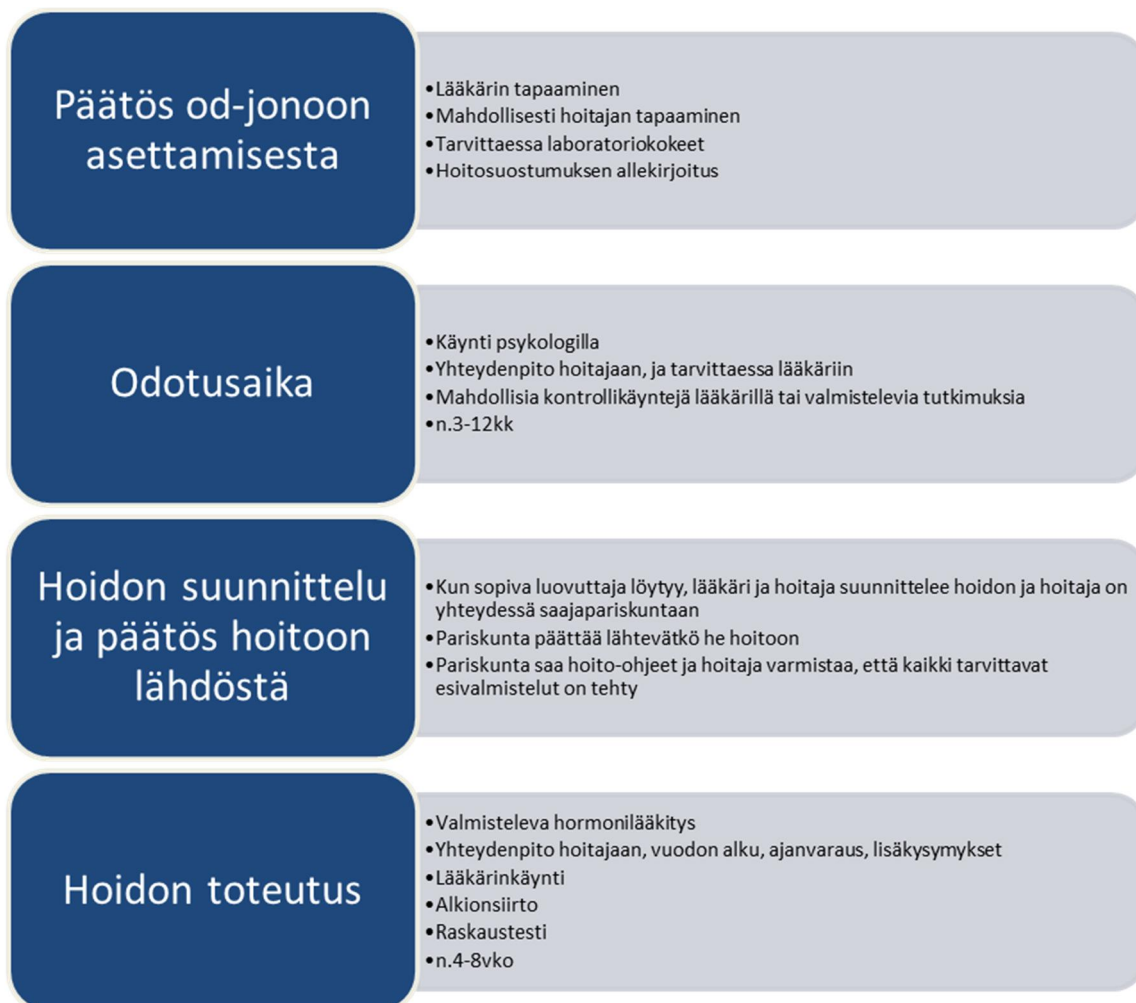 Päätös od-jonoon
asettamisesta
•Lääkärin tapaaminen
•Mahdollisesti hoitajan tapaaminen
•Tarvittaessa laboratoriokokeet
•Hoitosuostumuksen allekirjoitus
Odotusaika
•Käynti psykologilla
•Yhteydenpito hoitajaan, ja tarvittaessa lääkäriin
•Mahdollisia kontrollikäyntejä lääkärillä tai valmistelevia tutkimuksia
•n.3-12kk
Hoidon suunnittelu
ja päätös hoitoon
lähdöstä
•Kun sopiva luovuttaja löytyy, lääkäri ja hoitaja suunnittelee hoidon ja hoitaja on
yhteydessä saajapariskuntaan
•Pariskunta päättää lähtevätkö he hoitoon
•Pariskunta saa hoito-ohjeet ja hoitaja varmistaa, että kaikki tarvittavat
esivalmistelut on tehty
Hoidon toteutus
•Valmisteleva hormonilääkitys
•Yhteydenpito hoitajaan, vuodon alku, ajanvaraus, lisäkysymykset
•Lääkärinkäynti
•Alkionsiirto
•Raskaustesti
•n.4-8vko